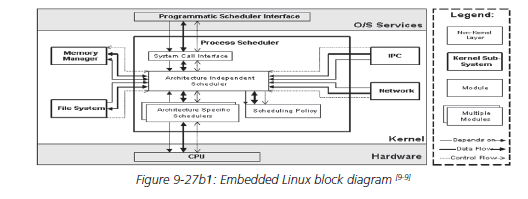 Programmatic Scheduler Interface
O/S Services
Process Scheduler
Memory
Manager
System Call Interface
IPC
Architecture Independent
Scheduler
File System
Network
Architecture Specific
Schedulers
Scheduling Policy
Kernel
CPU
Hardware
Legend:
Non-Kernel
Layer
Kernel Sub-
System
Module
Multiple
Modules
Depends on
Data Flow
Control Flow
Figure 9-27b1: Embedded Linux block diagram [9-9]